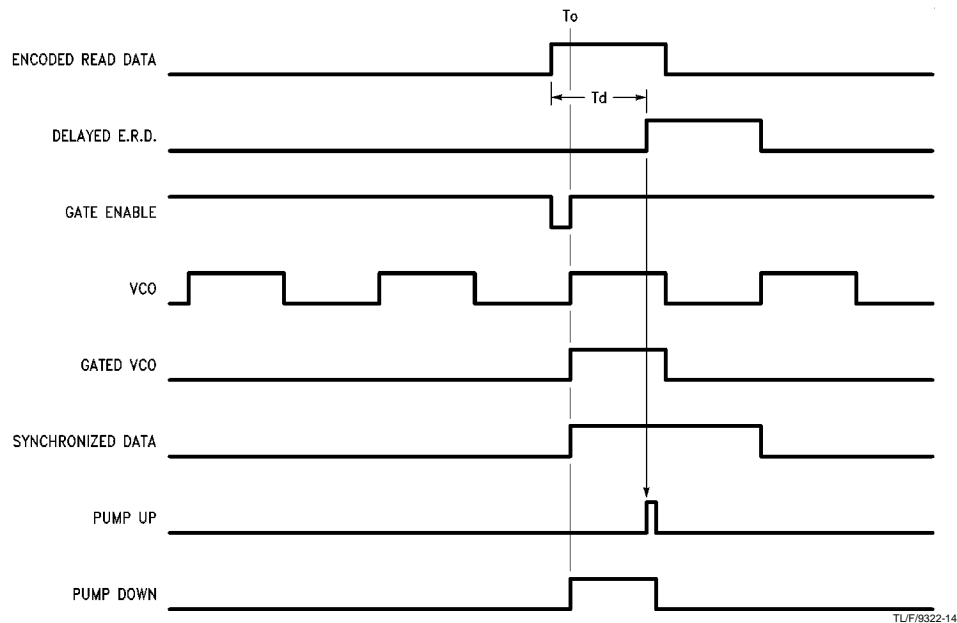 To
ENCODED READ DATA
Td
DELAYED E.R.D.
GATE ENABLE
VCO
GATED VCO
SYNCHRONIZED DATA
PUMP UP
PUMP DOWN
TL/F/9322-14